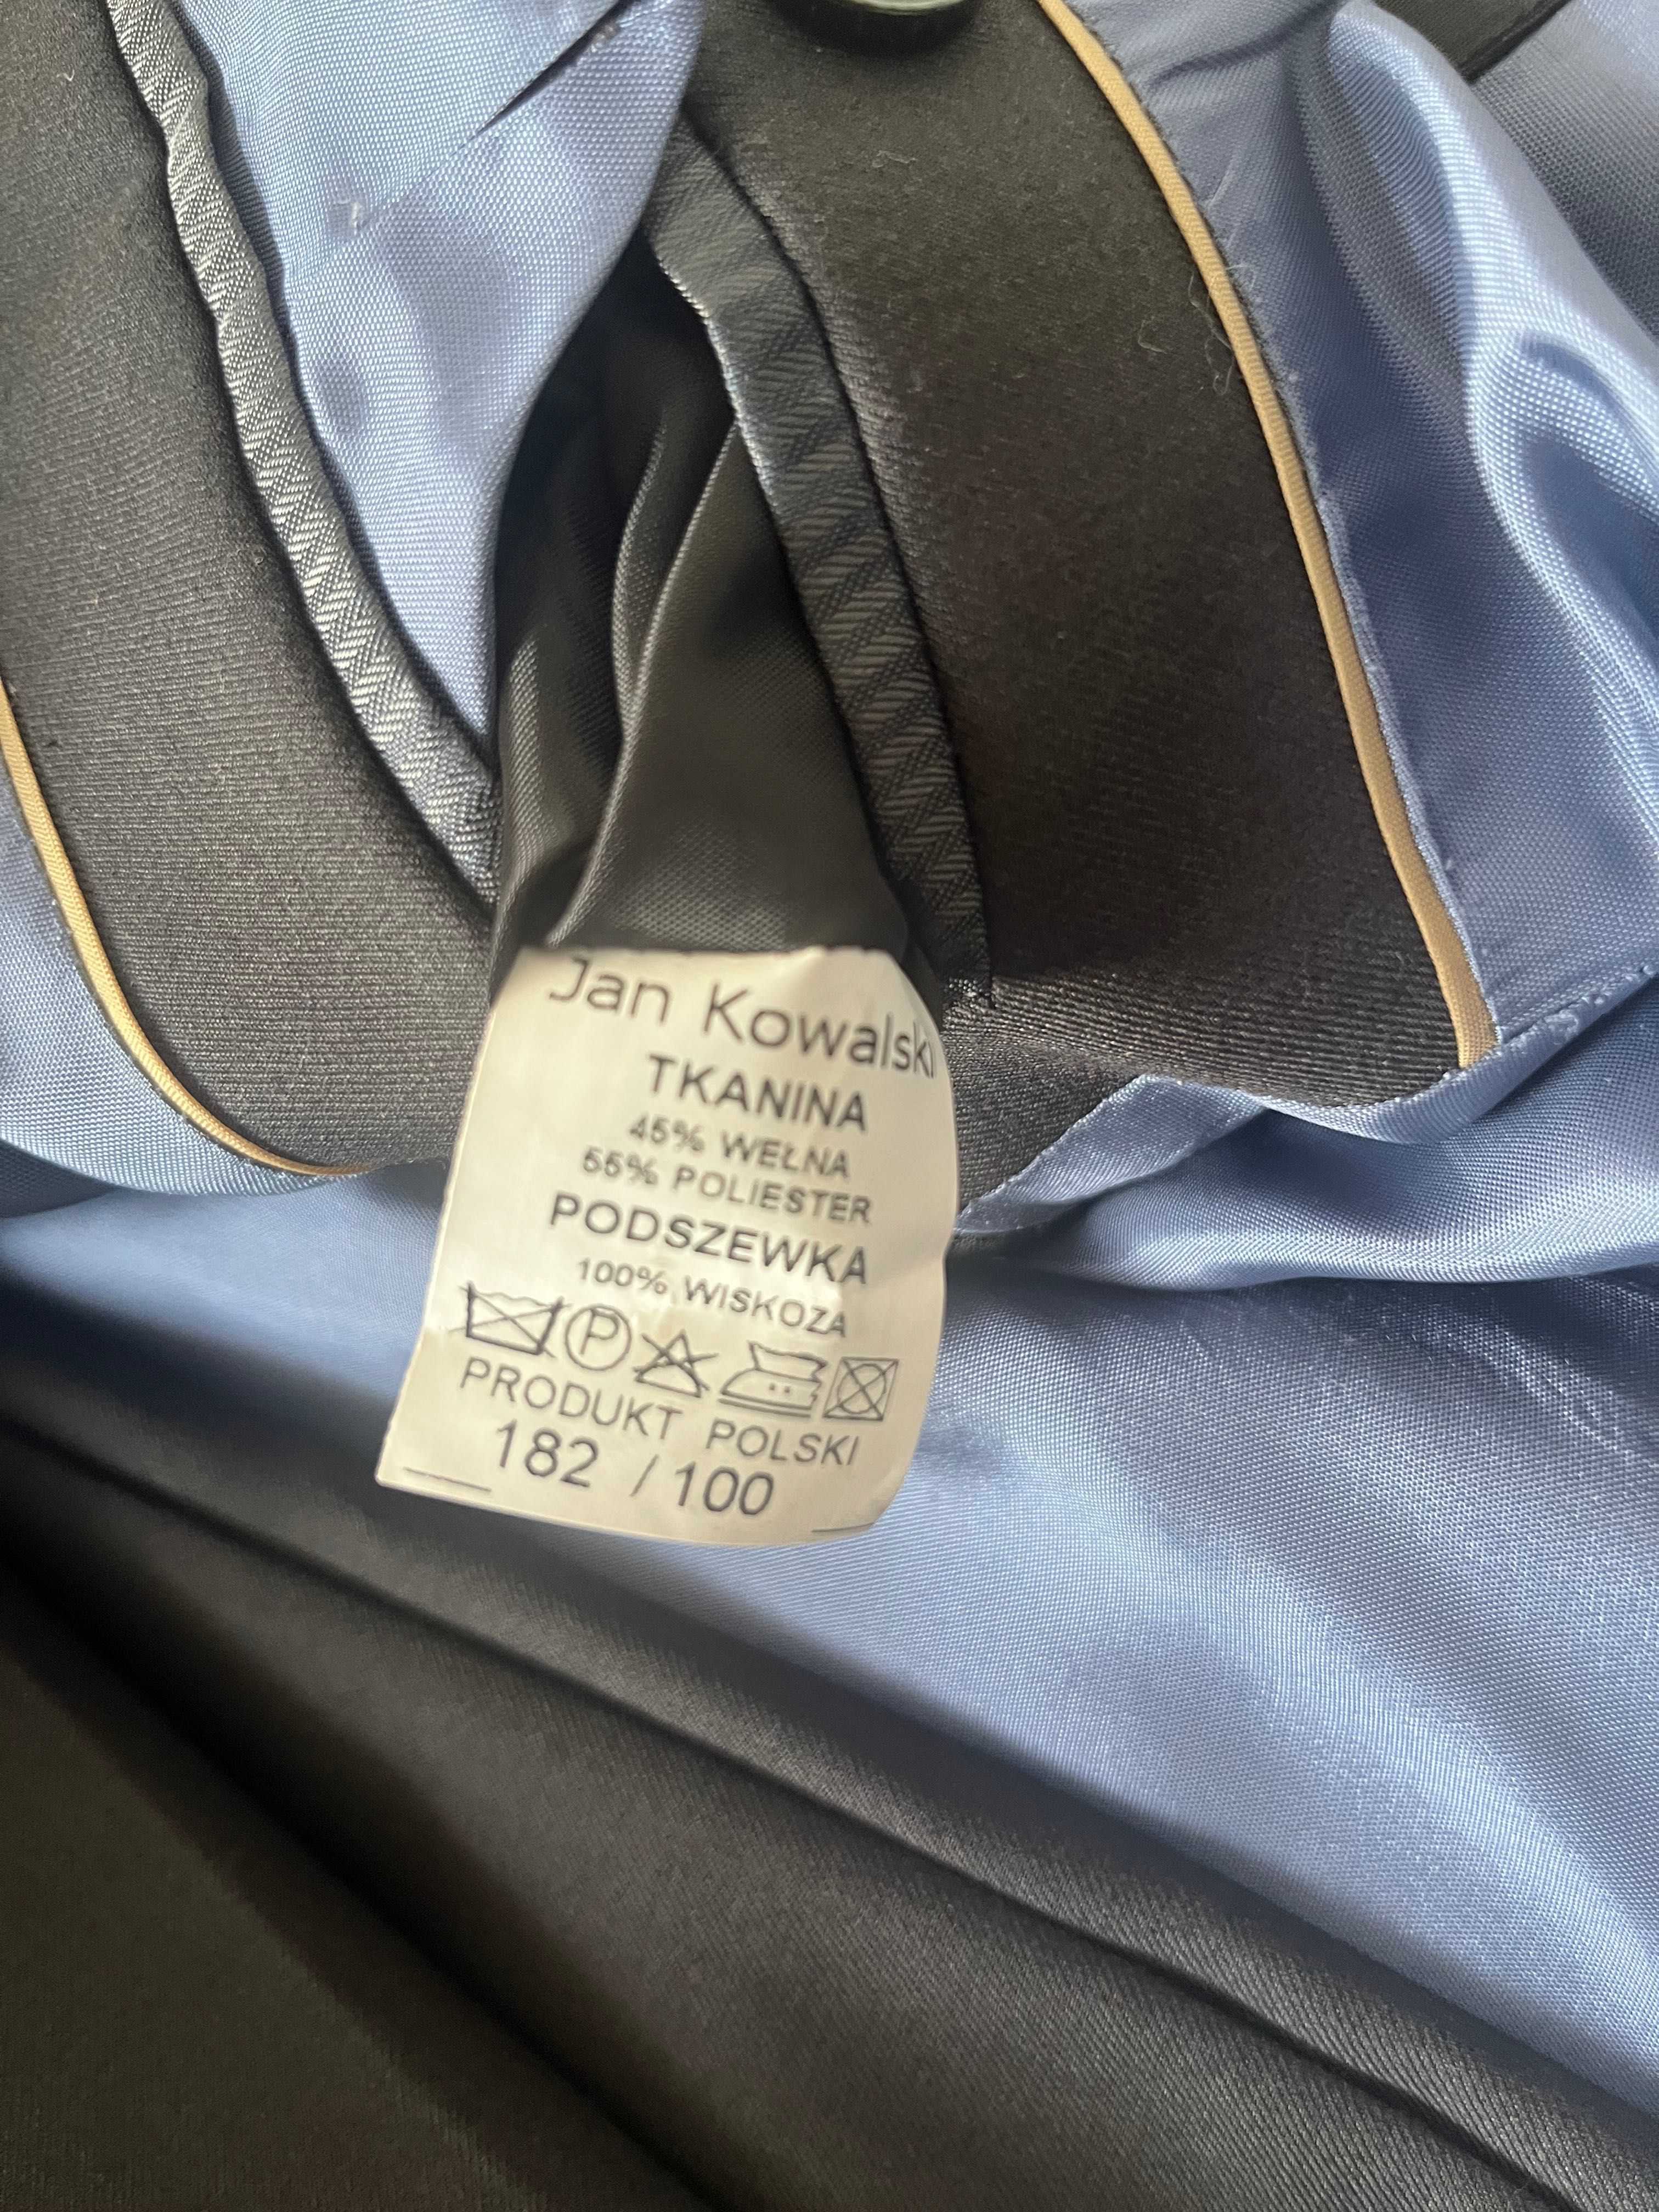 Jan Kowalski
TKANINA
45% WEŁNA
55% POLIESTER
PODSZEWKA
100% WISKOZA
P
PRODUKT POLSKI
182 / 100